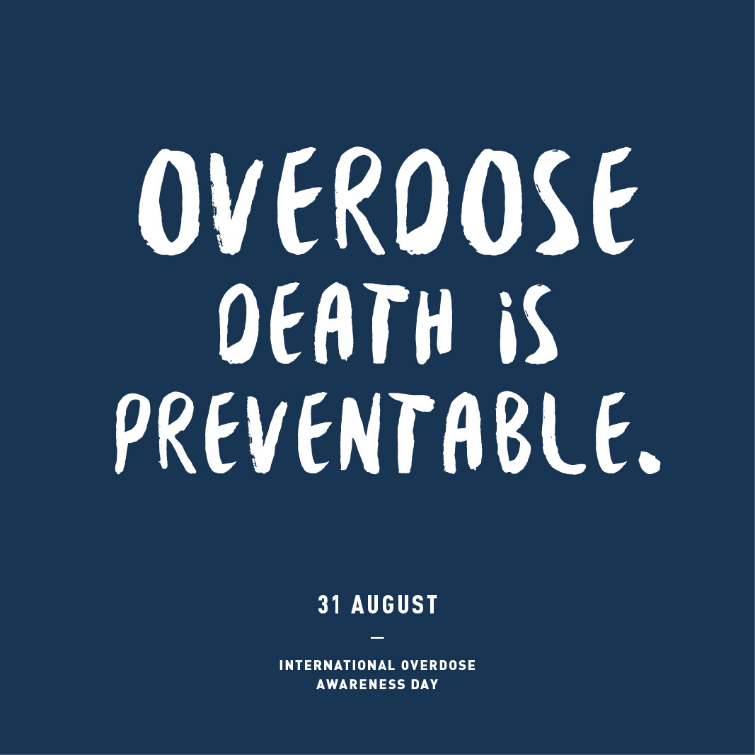 OVERDOSE
DEATH iS
PREVENTABLE.
31 AUGUST
—
INTERNATIONAL OVERDOSE
AWARENESS DAY